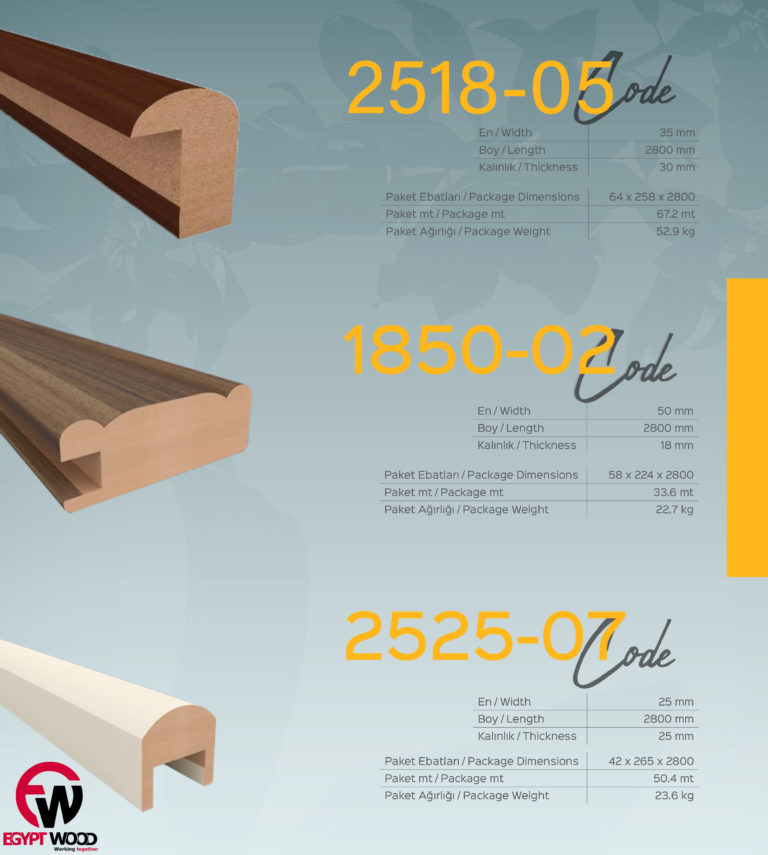 2518-05 Code
En / Width 35 mm
Boy / Length 2800 mm
Kalınlık / Thickness 30 mm
Paket Ebatları / Package Dimensions 64 x 258 x 2800
Paket mt / Package mt 67.2 mt
Paket Ağırlığı / Package Weight 52.9 kg
1850-02 Code
En / Width 50 mm
Boy / Length 2800 mm
Kalınlık / Thickness 18 mm
Paket Ebatları / Package Dimensions 58 x 224 x 2800
Paket mt / Package mt 33.6 mt
Paket Ağırlığı / Package Weight 22.7 kg
2525-07 Code
En / Width 25 mm
Boy / Length 2800 mm
Kalınlık / Thickness 25 mm
Paket Ebatları / Package Dimensions 42 x 265 x 2800
Paket mt / Package mt 50.4 mt
Paket Ağırlığı / Package Weight 23.6 kg
EGYPT WOOD
Working together